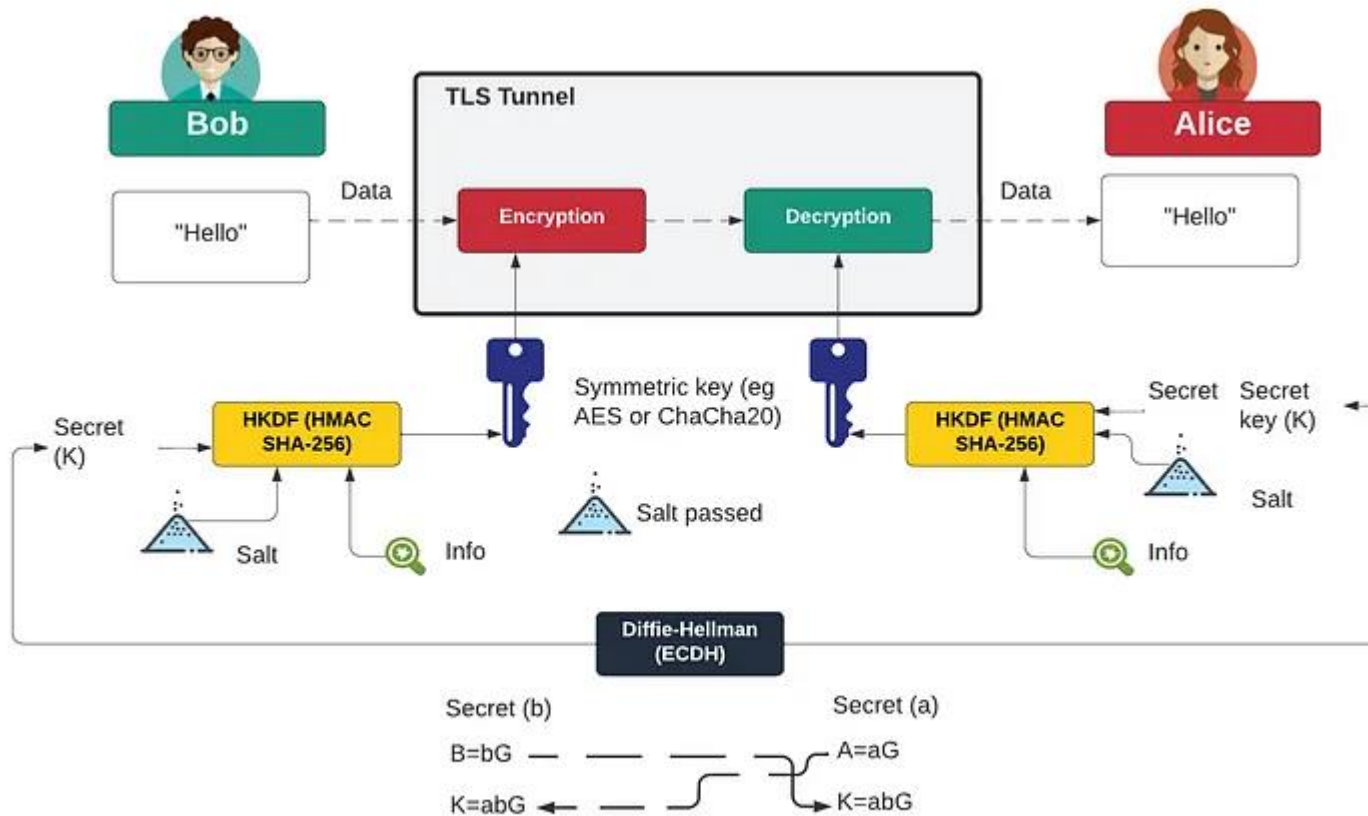 Bob
Alice
TLS Tunnel
"Hello"
Data
Encryption
Decryption
Data
"Hello"
Symmetric key (eg
AES or ChaCha20)
Secret
(K)
HKDF (HMAC
SHA-256)
Salt
Info
Salt passed
HKDF (HMAC
SHA-256)
Secret
Secret
key (K)
Salt
Info
Diffie-Hellman
(ECDH)
Secret (b)
Secret (a)
B=bG
A=aG
K=abG
K=abG